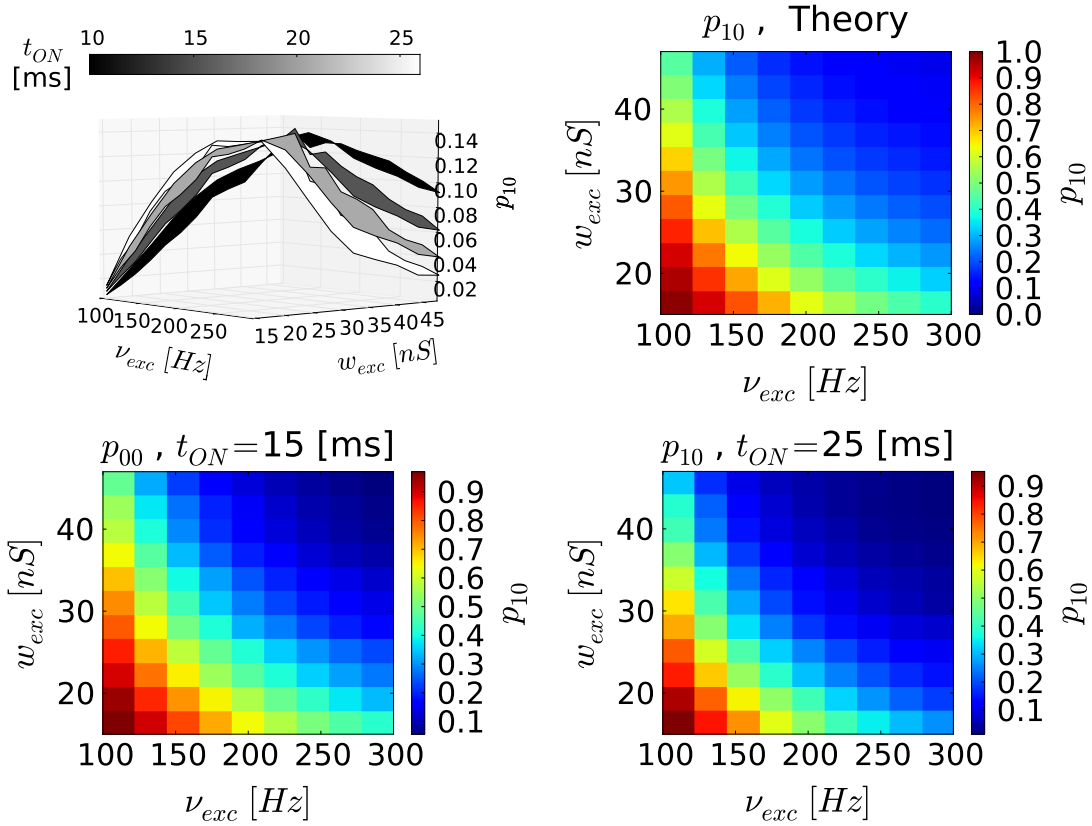 t_ON [ms]
10 15 20 25
0.14
0.12
0.10
0.08
0.06
0.04
0.02
p_10
100 150 200 250
15 20 25 30 35 40 45
ν_exc [Hz]
w_exc [nS]
p_10 , Theory
40
30
20
w_exc [nS]
100 150 200 250 300
ν_exc [Hz]
1.0
0.9
0.8
0.7
0.6
0.5
0.4
0.3
0.2
0.1
0.0
p_10
p_00 , t_ON=15 [ms]
40
30
20
w_exc [nS]
100 150 200 250 300
ν_exc [Hz]
0.9
0.8
0.7
0.6
0.5
0.4
0.3
0.2
0.1
p_10
p_10 , t_ON=25 [ms]
40
30
20
w_exc [nS]
100 150 200 250 300
ν_exc [Hz]
0.9
0.8
0.7
0.6
0.5
0.4
0.3
0.2
0.1
p_10